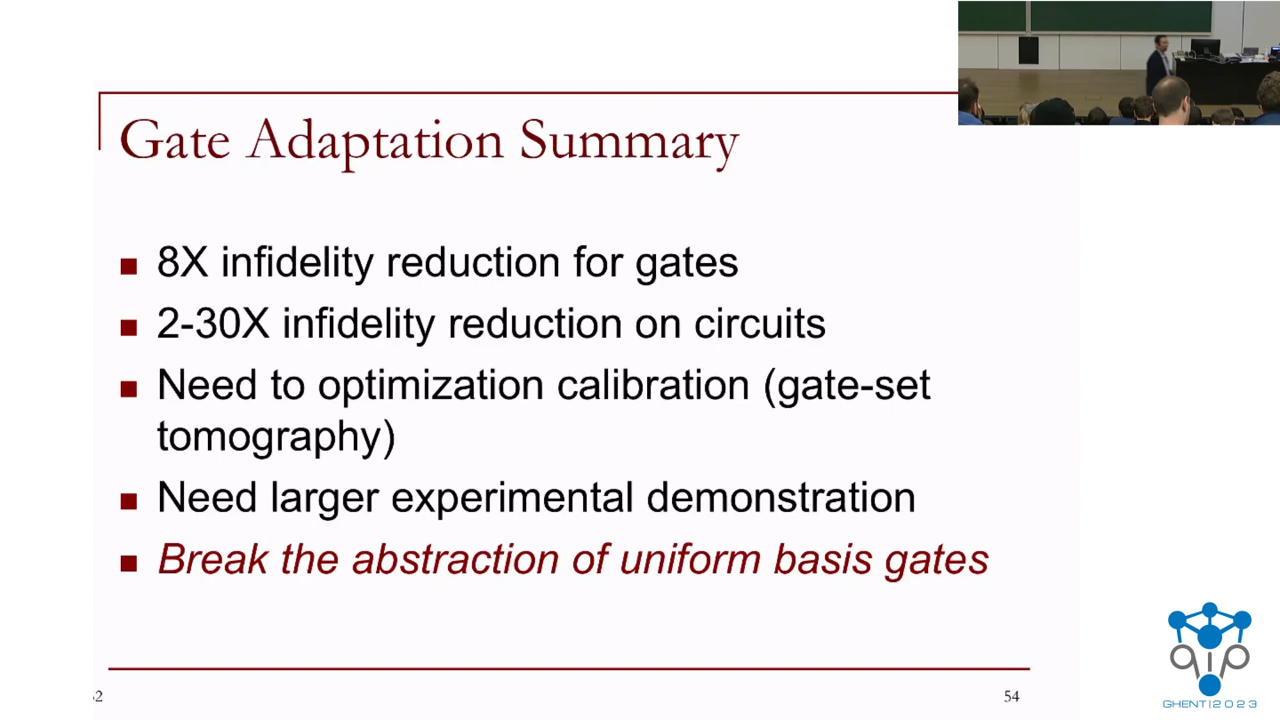 Gate Adaptation Summary
8X infidelity reduction for gates
2-30X infidelity reduction on circuits
Need to optimization calibration (gate-set
tomography)
Need larger experimental demonstration
Break the abstraction of uniform basis gates
54
qip
GHENT|2023